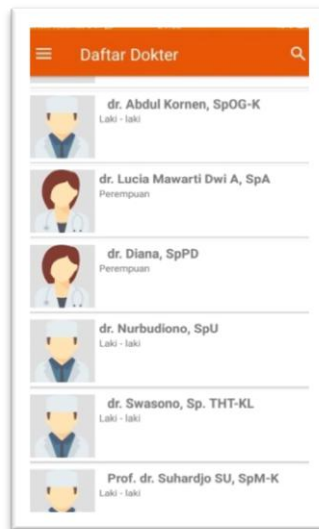 Daftar Dokter
dr. Abdul Kornen, SpOG-K
Laki - laki
dr. Lucia Mawarti Dwi A, SpA
Perempuan
dr. Diana, SpPD
Perempuan
dr. Nurbudiono, SpU
Laki - laki
dr. Swasono, Sp. THT-KL
Laki - laki
Prof. dr. Suhardjo SU, SpM-K
Laki - laki